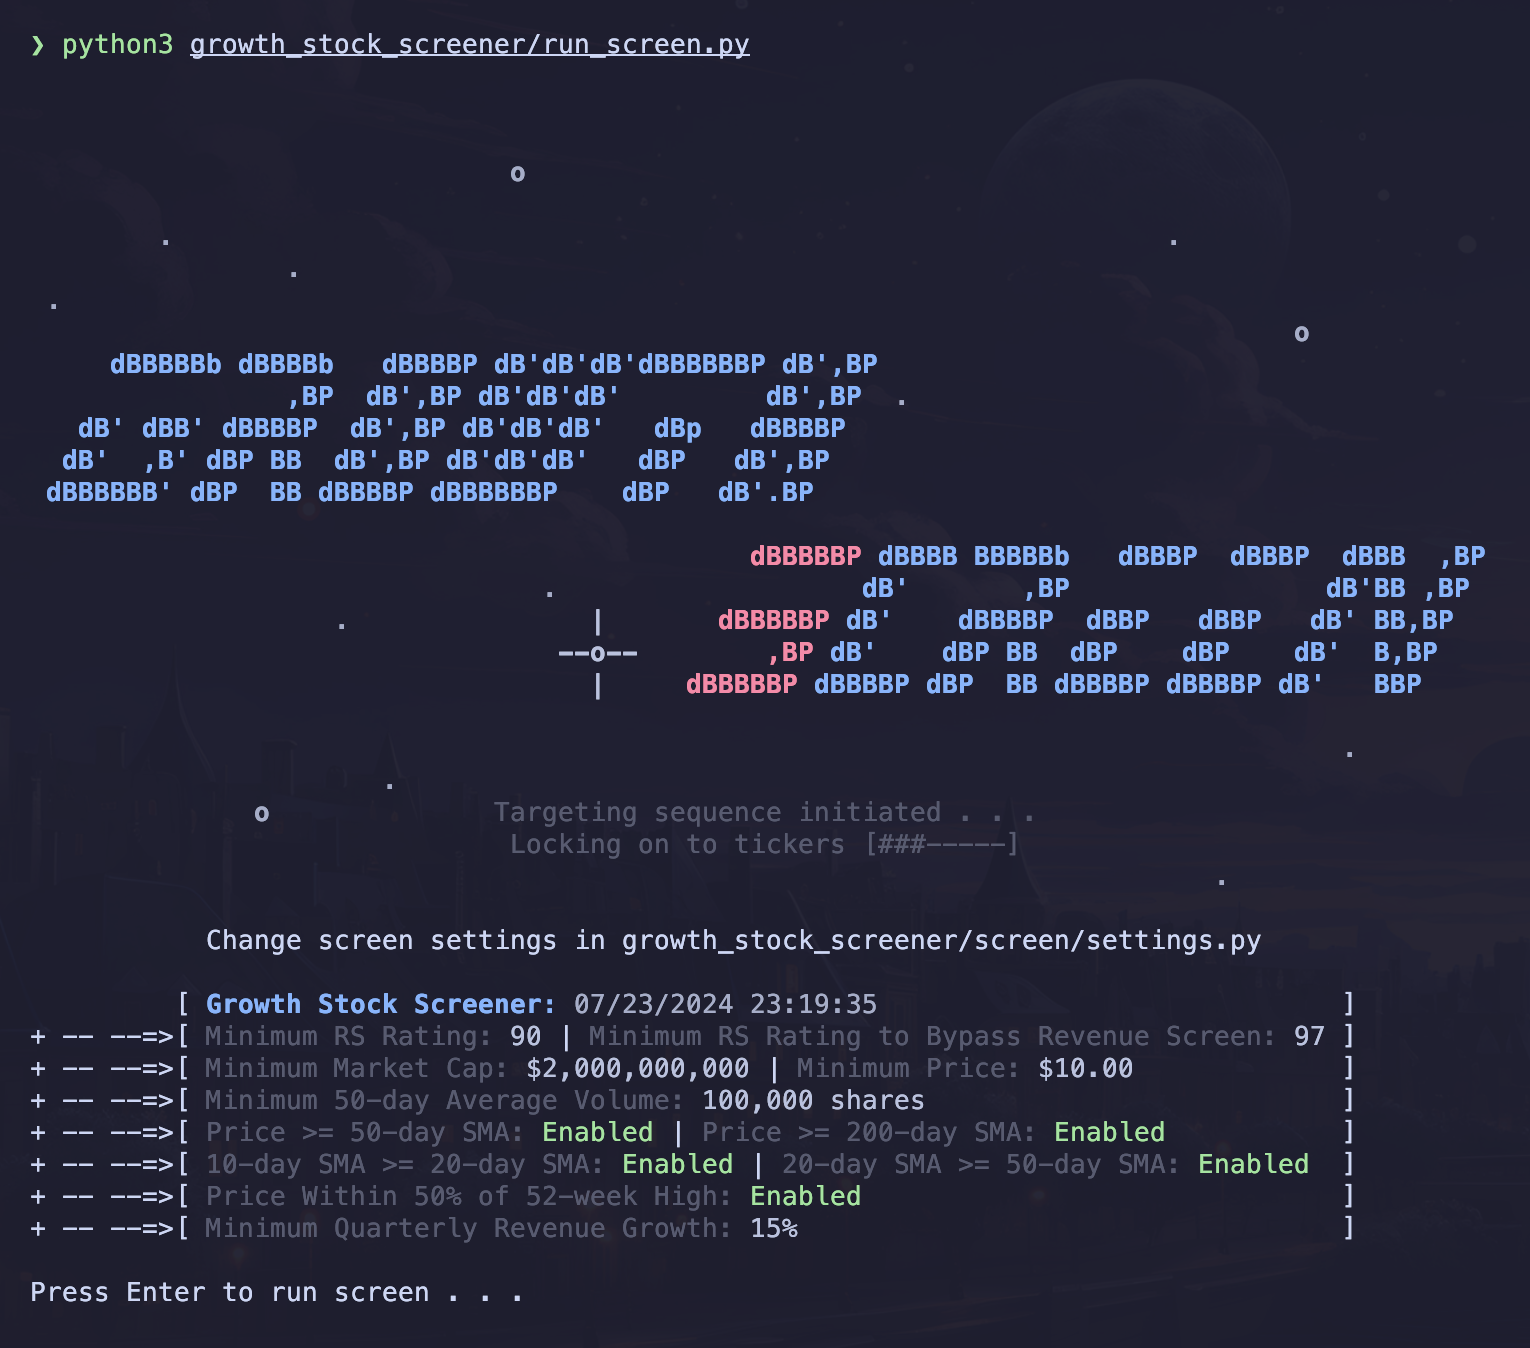 ❯ python3 growth_stock_screener/run_screen.py
o
.
.
.
.
o
dBBBBBb dBBBBb   dBBBBP dB'dB'dB'dBBBBBBP dB',BP
,BP  dB',BP dB'dB'dB'         dB',BP  .
dB' dBB' dBBBBP  dB',BP dB'dB'dB'   dBp   dBBBBP
dB'  ,B' dBP BB  dB',BP dB'dB'dB'   dBP   dB',BP
dBBBBBB' dBP  BB dBBBBP dBBBBBBP    dBP   dB'.BP
dBBBBBP dBBBB BBBBBb   dBBBP  dBBBP  dBBB  ,BP
.                   dB'       ,BP                dB'BB ,BP
.               |       dBBBBBP dB'    dBBBBP  dBBP   dBBP   dB' BB,BP
--o--        ,BP dB'    dBP BB  dBP    dBP    dB'  B,BP
|     dBBBBBP dBBBBP dBP  BB dBBBBP dBBBBP dB'   BBP
.
.
o              Targeting sequence initiated . . .
Locking on to tickers [###-----]
.
Change screen settings in growth_stock_screener/screen/settings.py
[ Growth Stock Screener: 07/23/2024 23:19:35 ]
+ -- --=>[ Minimum RS Rating: 90 | Minimum RS Rating to Bypass Revenue Screen: 97 ]
+ -- --=>[ Minimum Market Cap: $2,000,000,000 | Minimum Price: $10.00 ]
+ -- --=>[ Minimum 50-day Average Volume: 100,000 shares ]
+ -- --=>[ Price >= 50-day SMA: Enabled | Price >= 200-day SMA: Enabled ]
+ -- --=>[ 10-day SMA >= 20-day SMA: Enabled | 20-day SMA >= 50-day SMA: Enabled ]
+ -- --=>[ Price Within 50% of 52-week High: Enabled ]
+ -- --=>[ Minimum Quarterly Revenue Growth: 15% ]
Press Enter to run screen . . .